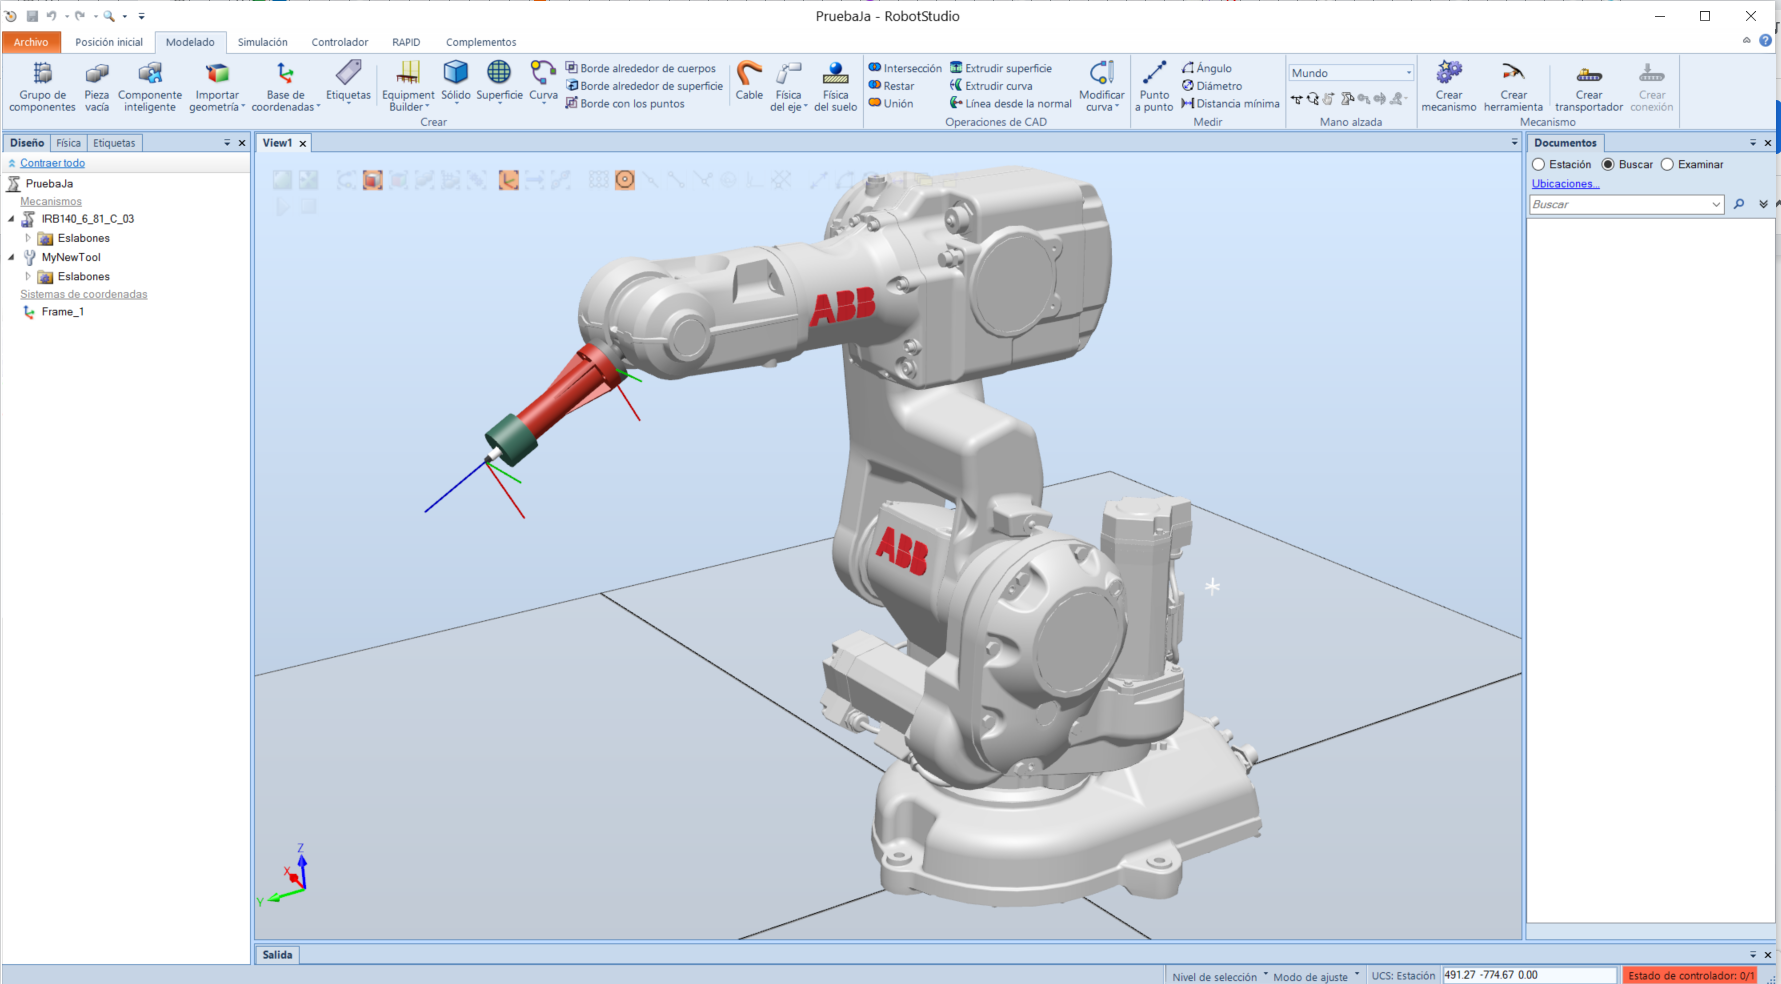 PruebaJa - RobotStudio
Archivo Posición inicial Modelado Simulación Controlador RAPID Complementos
Grupo de componentes
Pieza vacía
Componente inteligente
Importar geometría
Base de coordenadas
Etiquetas
Equipment Builder
Sólido
Superficie
Curva
Borde alrededor de cuerpos
Borde alrededor de superficie
Borde con los puntos
Crear
Cable
Física del eje
Física del suelo
Intersección
Restar
Unión
Extrudir superficie
Extrudir curva
Línea desde la normal
Modificar curva
Operaciones de CAD
Punto a punto
Ángulo
Diámetro
Distancia mínima
Medir
Mundo
Mano alzada
Crear mecanismo
Crear herramienta
Crear transportador
Crear conexión
Mecanismo
Diseño Física Etiquetas
Contraer todo
PruebaJa
Mecanismos
IRB140_6_81_C_03
Eslabones
MyNewTool
Eslabones
Sistemas de coordenadas
Frame_1
View1
ABB
ABB
Z
X
Y
Documentos
Estación Buscar Examinar
Ubicaciones...
Buscar
Salida
Nivel de selección Modo de ajuste UCS: Estación 491.27 -774.67 0.00 Estado de controlador: 0/1